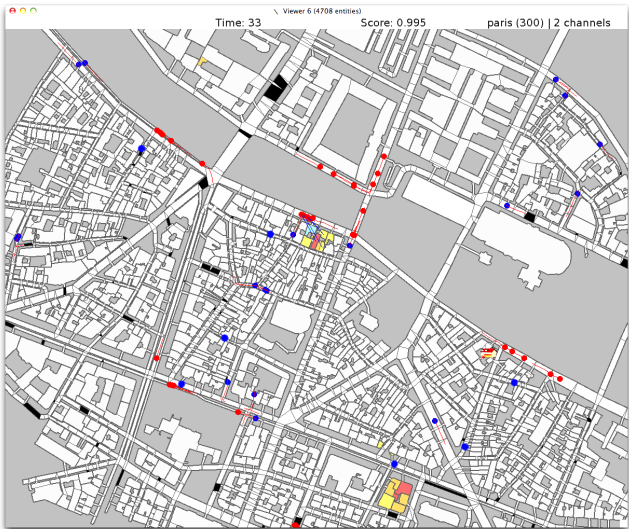 Viewer 6 (4708 entities)
Time: 33 Score: 0.995 paris (300) | 2 channels